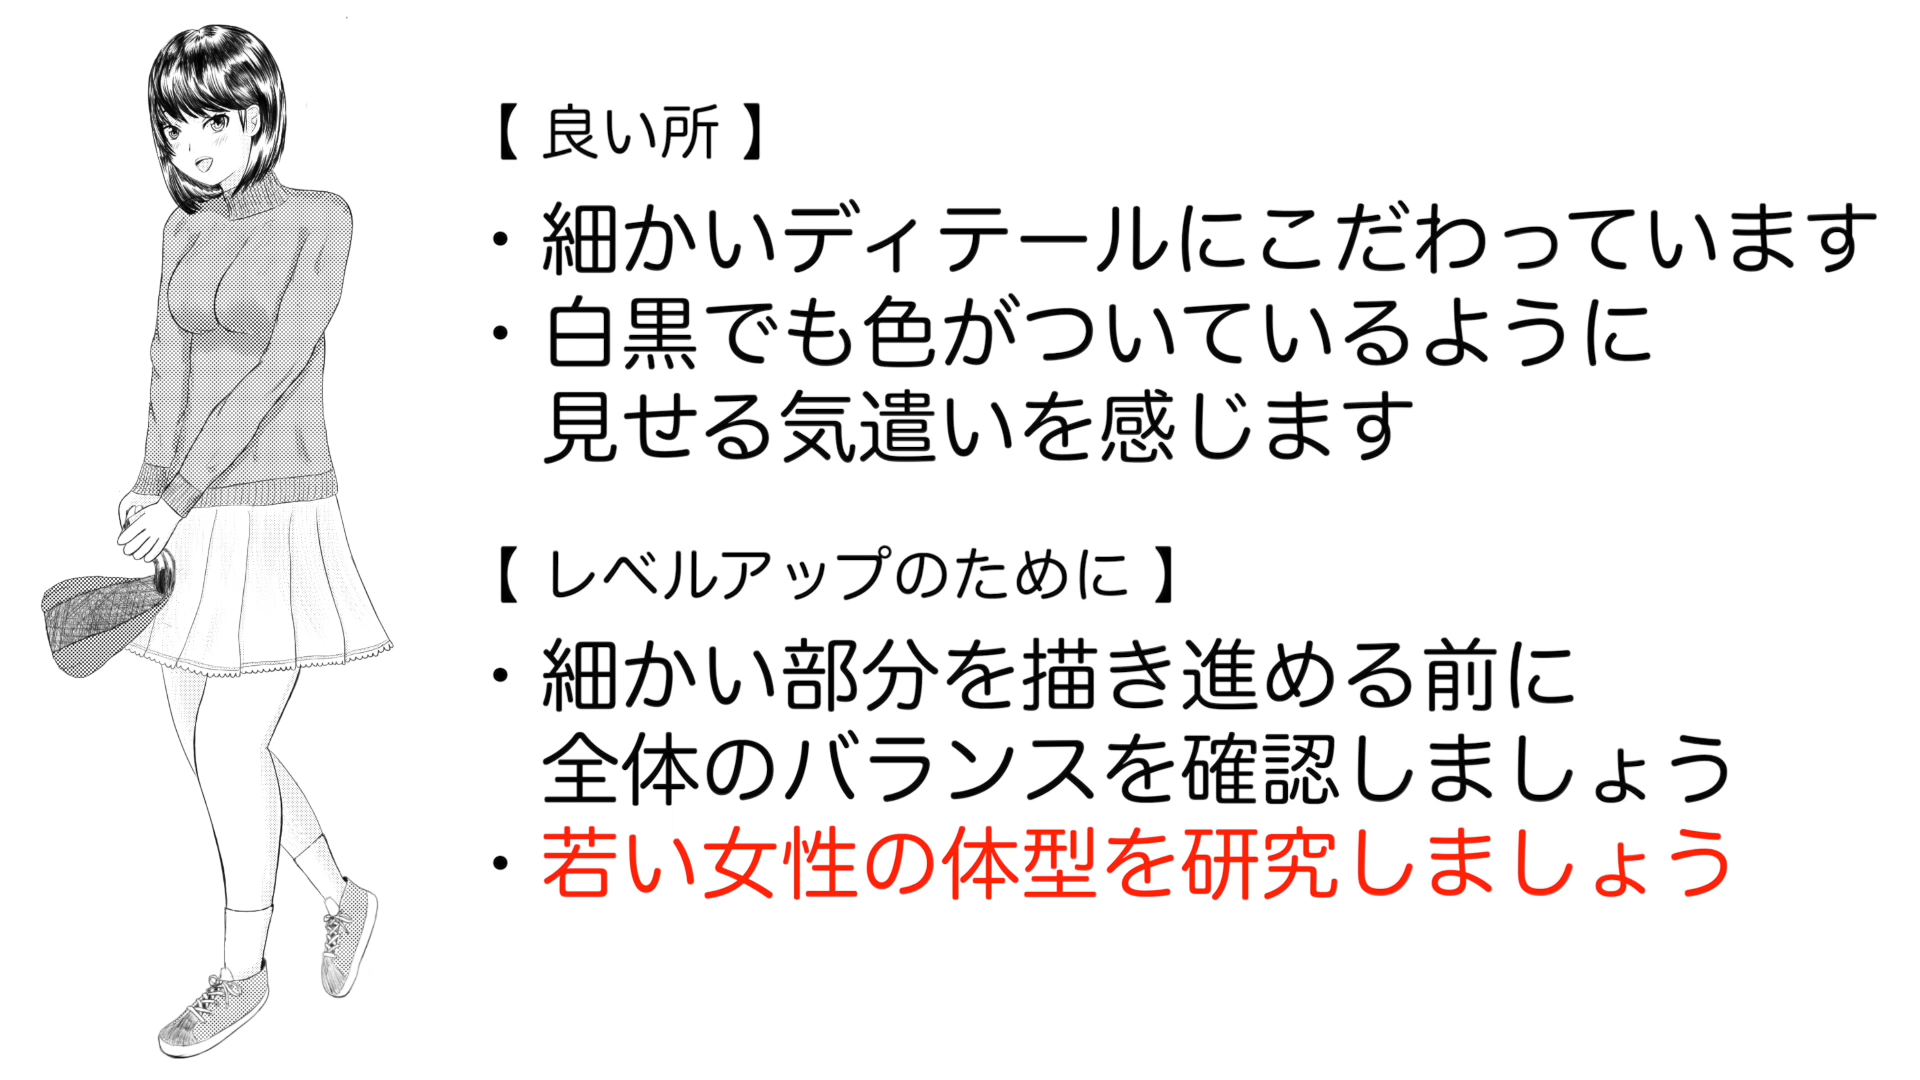 【 良い所 】
・細かいディテールにこだわっています
・白黒でも色がついているように
見せる気遣いを感じます
【 レベルアップのために 】
・細かい部分を描き進める前に
全体のバランスを確認しましょう
・若い女性の体型を研究しましょう